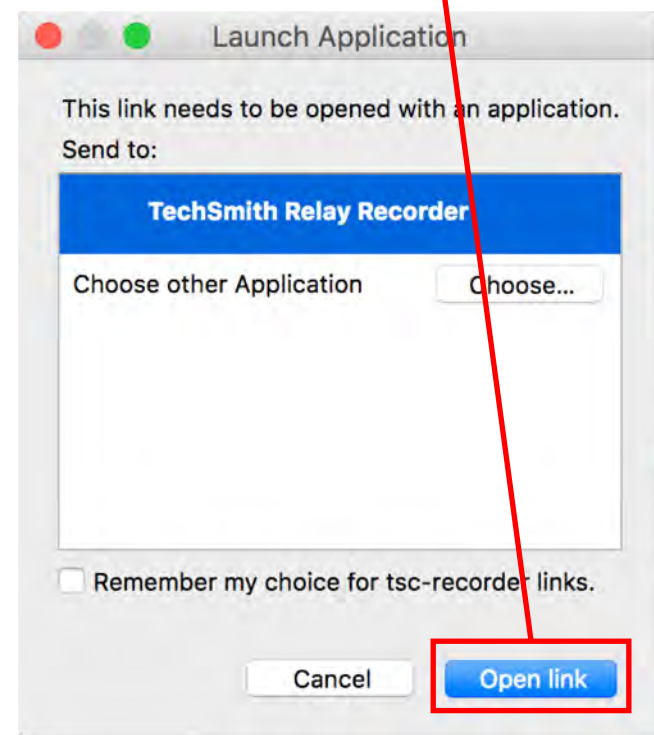 Launch Application
This link needs to be opened with an application.
Send to:
TechSmith Relay Recorder
Choose other Application
Choose...
Remember my choice for tsc-recorder links.
Cancel
Open link